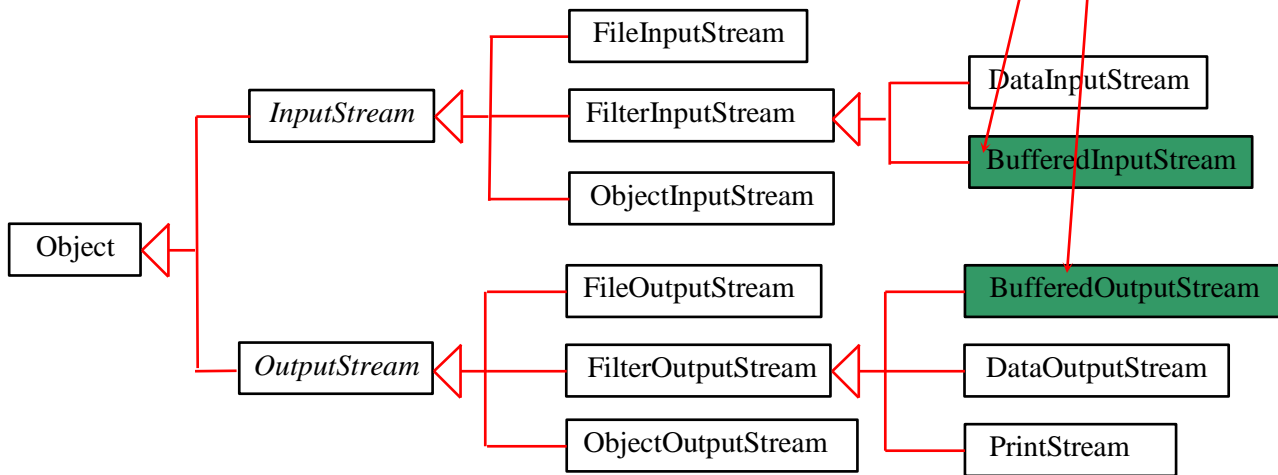 FileInputStream
DataInputStream
InputStream
FilterInputStream
BufferedInputStream
ObjectInputStream
Object
FileOutputStream
BufferedOutputStream
OutputStream
FilterOutputStream
DataOutputStream
ObjectOutputStream
PrintStream